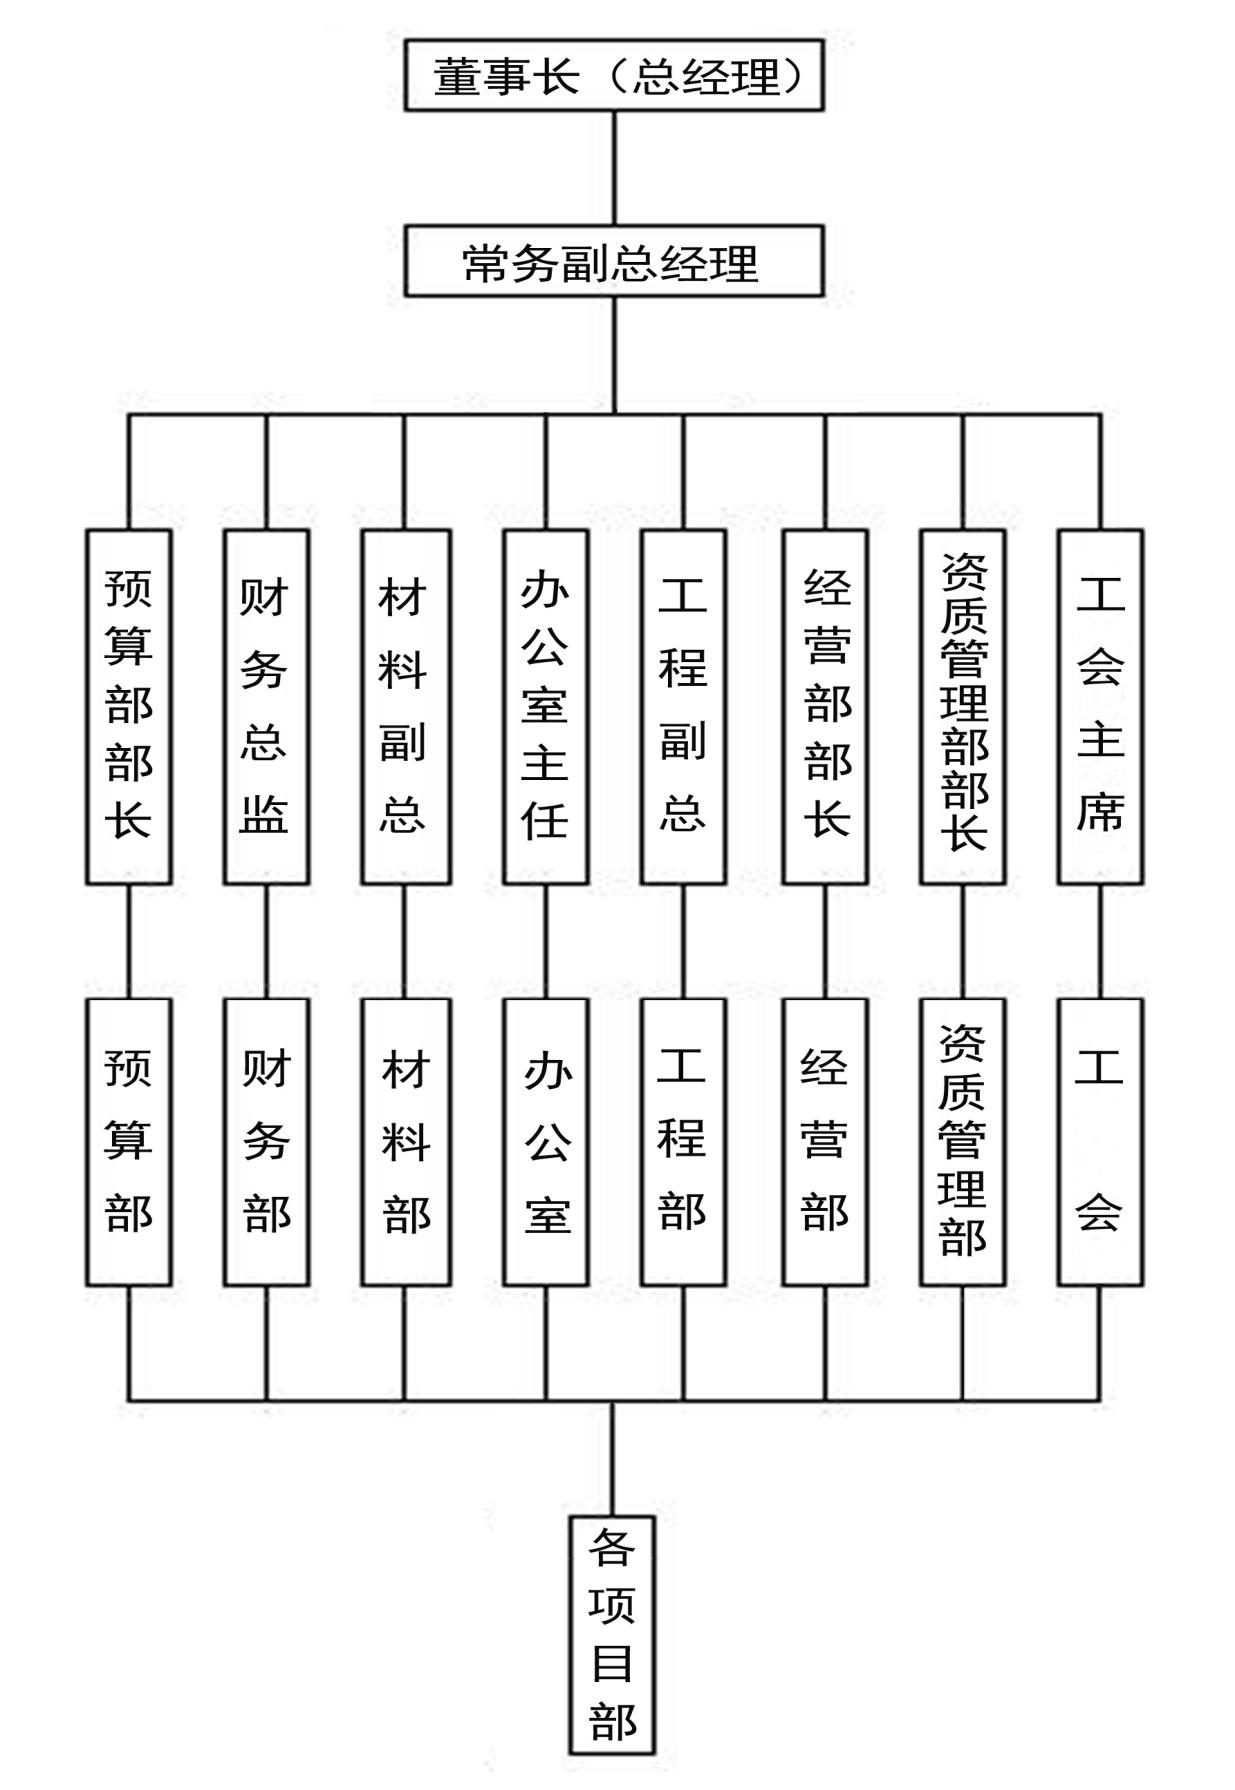 董事长（总经理）
常务副总经理
预算部部长
财务总监
材料副总
办公室主任
工程副总
经营部部长
资质管理部部长
工会主席
预算部
财务部
材料部
办公室
工程部
经营部
资质管理部
工会
各项目部